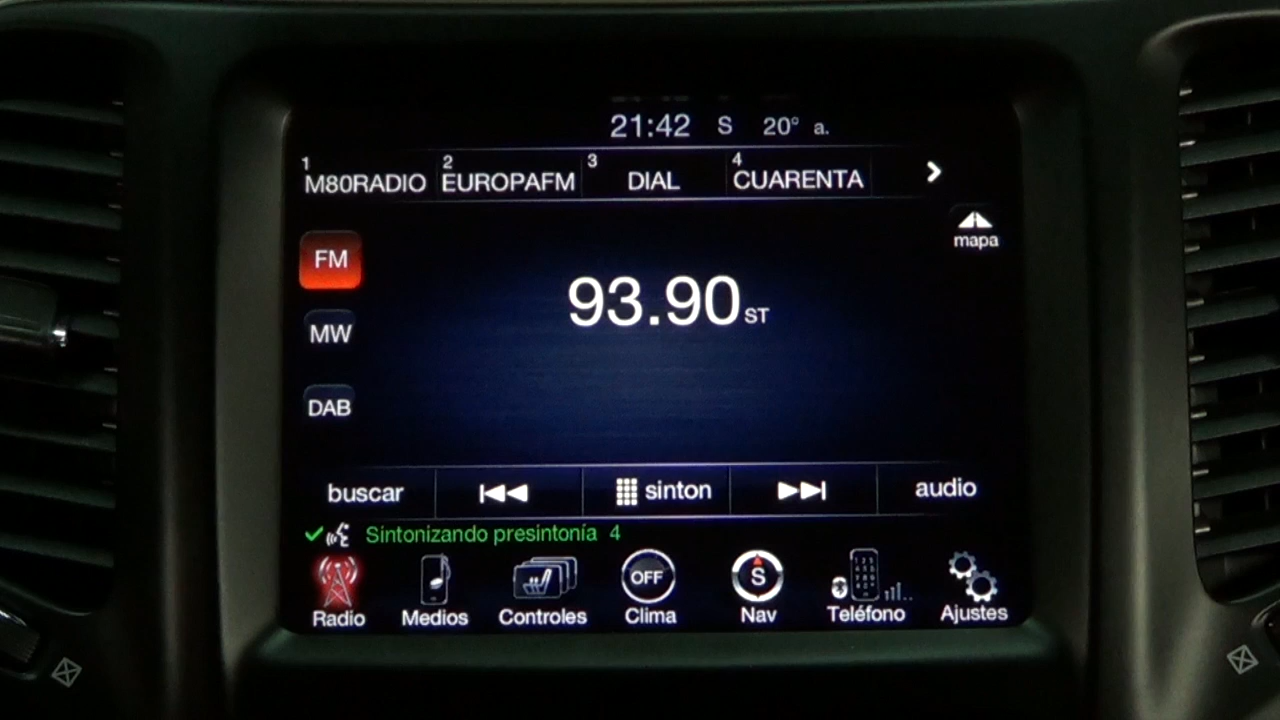 21:42 S 20° a.
1 M80RADIO 2 EUROPAFM 3 DIAL 4 CUARENTA
mapa
FM
93.90 ST
MW
DAB
buscar sinton audio
Sintonizando presintonía 4
OFF S
Radio Medios Controles Clima Nav Teléfono Ajustes